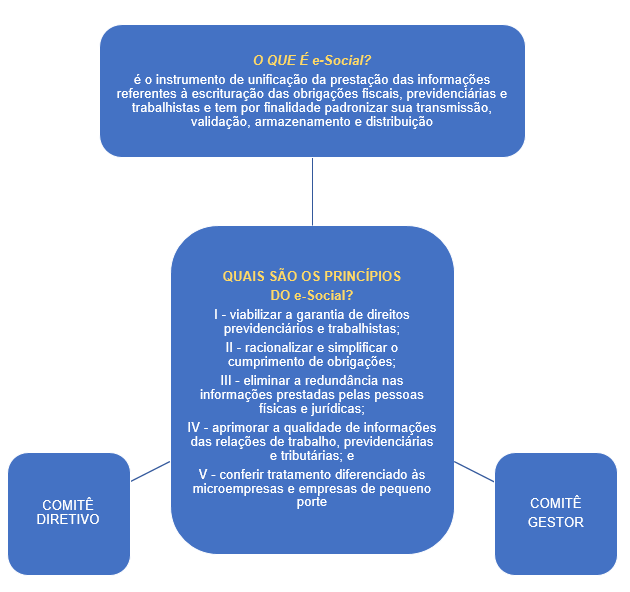 O QUE É e-Social?
é o instrumento de unificação da prestação das informações
referentes à escrituração das obrigações fiscais, previdenciárias e
trabalhistas e tem por finalidade padronizar sua transmissão,
validação, armazenamento e distribuição
QUAIS SÃO OS PRINCÍPIOS
DO e-Social?
I - viabilizar a garantia de direitos
previdenciários e trabalhistas;
II - racionalizar e simplificar o
cumprimento de obrigações;
III - eliminar a redundância nas
informações prestadas pelas pessoas
físicas e jurídicas;
IV - aprimorar a qualidade de informações
das relações de trabalho, previdenciárias
e tributárias; e
V - conferir tratamento diferenciado às
microempresas e empresas de pequeno
porte
COMITÊ
DIRETIVO
COMITÊ
GESTOR